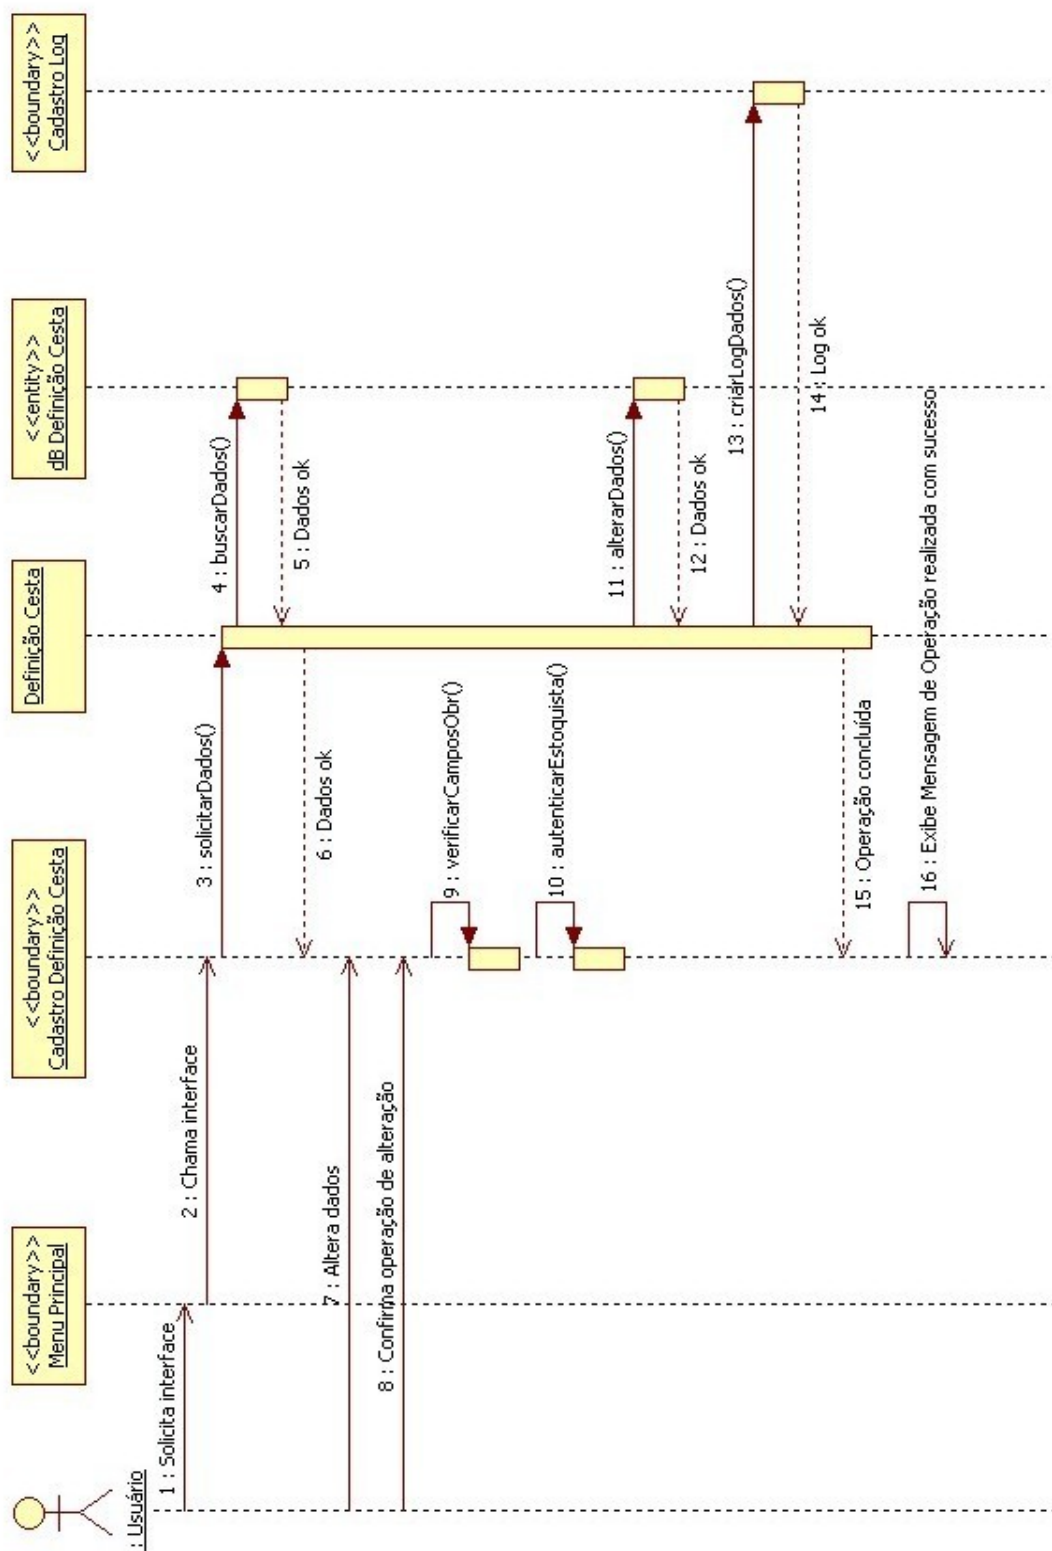 : Usuário
<<boundary>>
Menu Principal
<<boundary>>
Cadastro Definição Cesta
Definição Cesta
<<entity>>
dB Definição Cesta
<<boundary>>
Cadastro Log
1 : Solicita interface
2 : Chama interface
3 : solicitarDados()
4 : buscarDados()
5 : Dados ok
6 : Dados ok
7 : Altera dados
8 : Confirma operação de alteração
9 : verificarCamposObr()
10 : autenticarEstoquista()
11 : alterarDados()
12 : Dados ok
13 : criarLogDados()
14 : Log ok
15 : Operação concluída
16 : Exibe Mensagem de Operação realizada com sucesso